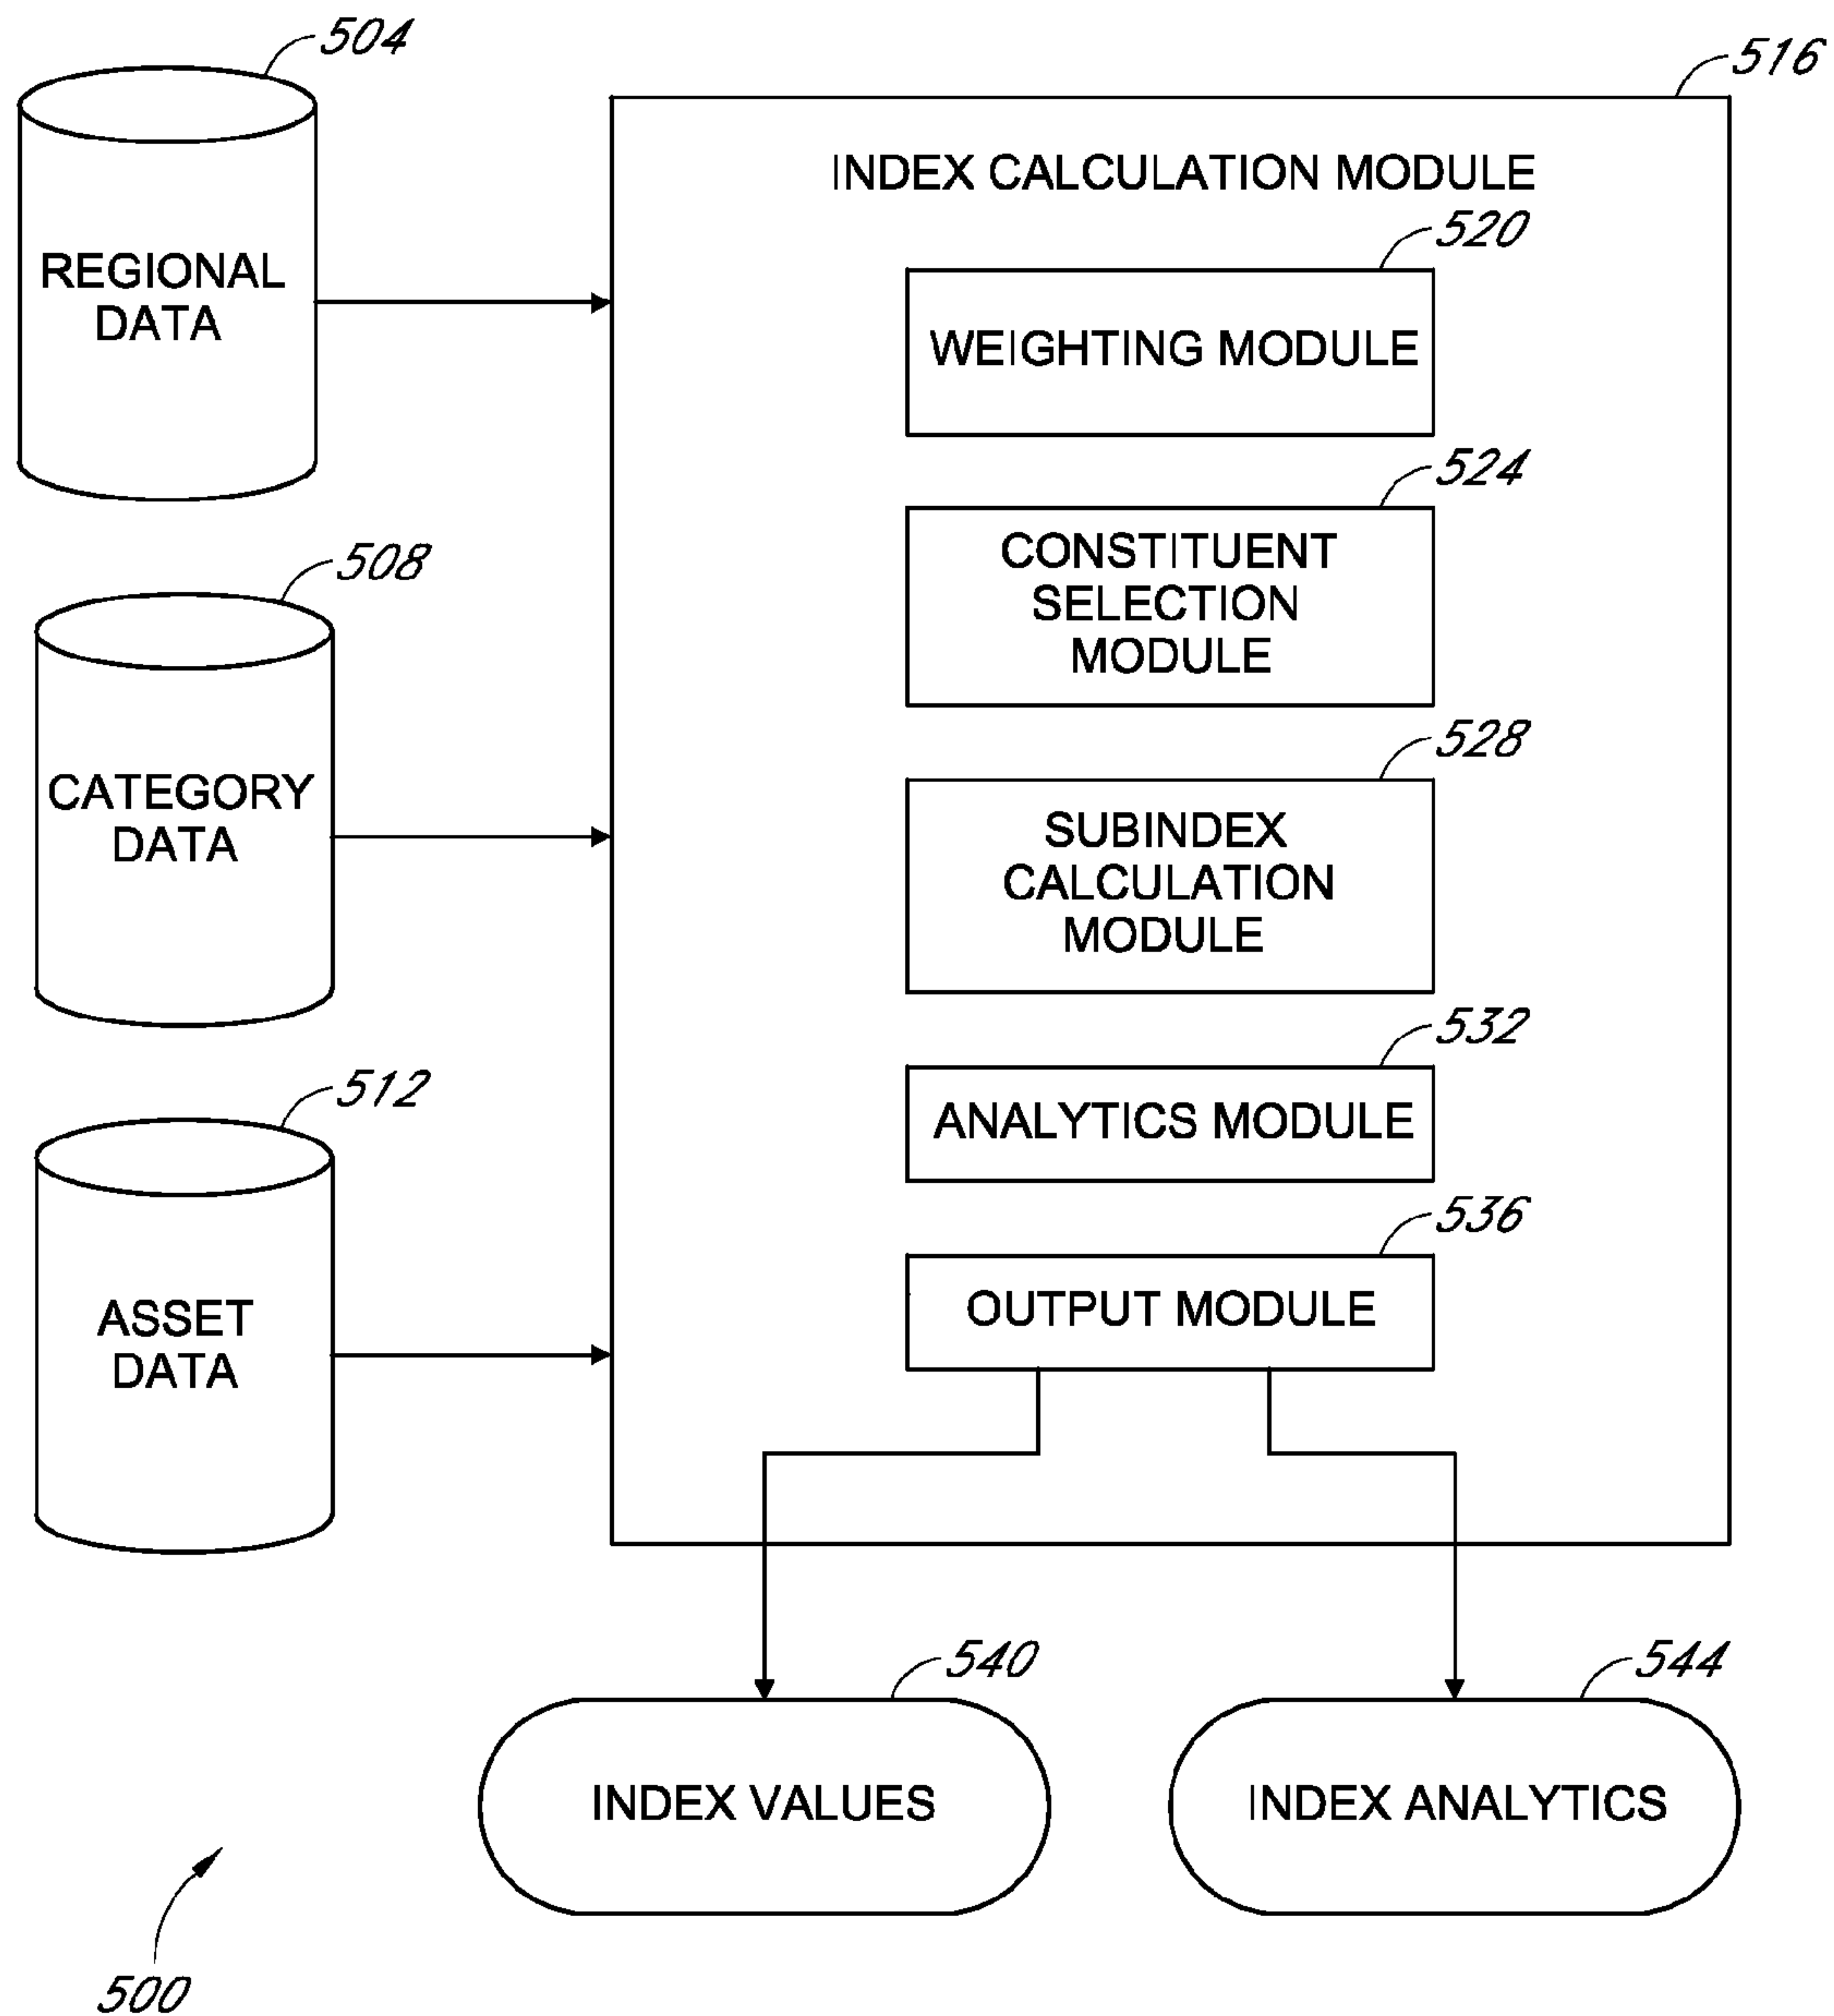 504
REGIONAL
DATA
508
CATEGORY
DATA
512
ASSET
DATA
516
INDEX CALCULATION MODULE
520
WEIGHTING MODULE
524
CONSTITUENT
SELECTION
MODULE
528
SUBINDEX
CALCULATION
MODULE
532
ANALYTICS MODULE
536
OUTPUT MODULE
540
INDEX VALUES
544
INDEX ANALYTICS
500